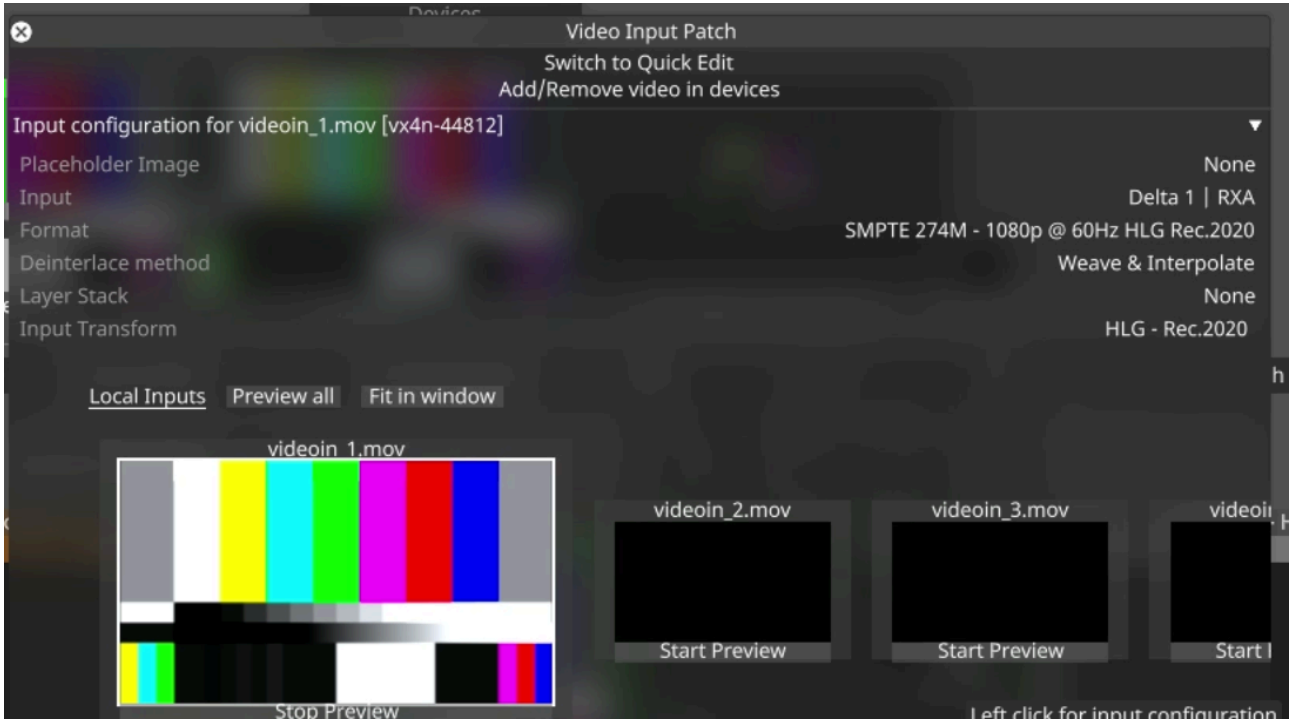 Devices
Video Input Patch
Switch to Quick Edit
Add/Remove video in devices
Input configuration for videoin_1.mov [vx4n-44812]
Placeholder Image None
Input Delta 1 | RXA
Format SMPTE 274M - 1080p @ 60Hz HLG Rec.2020
Deinterlace method Weave & Interpolate
Layer Stack None
Input Transform HLG - Rec.2020
Local Inputs Preview all Fit in window
videoin_1.mov
videoin_2.mov videoin_3.mov
Start Preview Start Preview Start
Stop Preview
Left click for input configuration